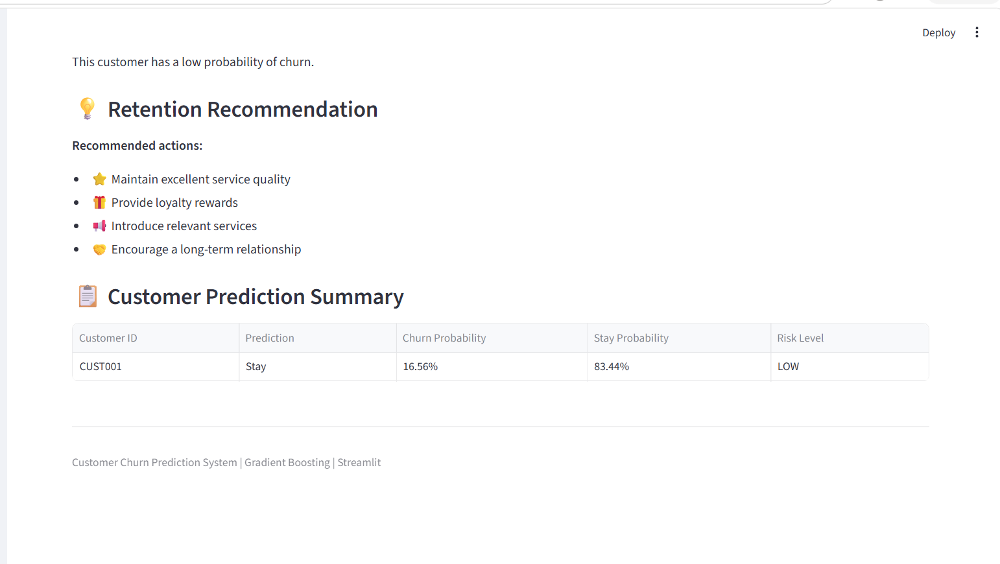 Deploy
This customer has a low probability of churn.
Retention Recommendation
Recommended actions:
Maintain excellent service quality
Provide loyalty rewards
Introduce relevant services
Encourage a long-term relationship
Customer Prediction Summary
Customer ID Prediction Churn Probability Stay Probability Risk Level
CUST001 Stay 16.56% 83.44% LOW
Customer Churn Prediction System | Gradient Boosting | Streamlit